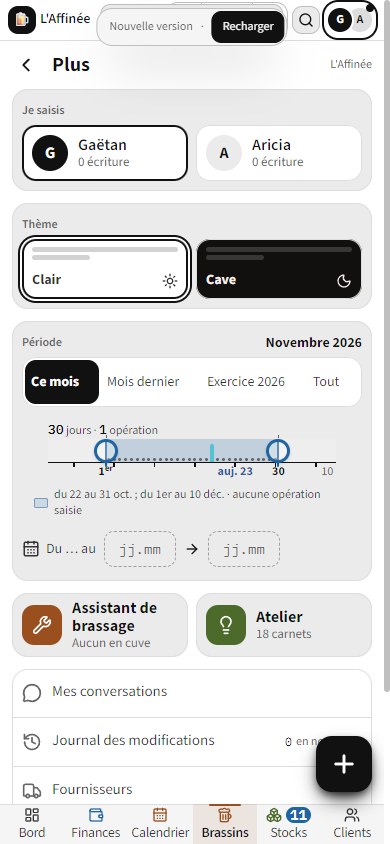 L'Affinée
Nouvelle version ·
Recharger
G A
Plus
L'Affinée
Je saisis
G
Gaëtan
0 écriture
A
Aricia
0 écriture
Thème
Clair
Cave
Période
Novembre 2026
Ce mois
Mois dernier
Exercice 2026
Tout
30 jours · 1 opération
1er
auj. 23
30
10
du 22 au 31 oct. ; du 1er au 10 déc. · aucune opération
saisie
Du … au
jj.mm
→
jj.mm
Assistant de
brassage
Aucun en cuve
Atelier
18 carnets
Mes conversations
Journal des modifications
0 en
Fournisseurs
+
Bord
Finances
Calendrier
Brassins
11
Stocks
Clients